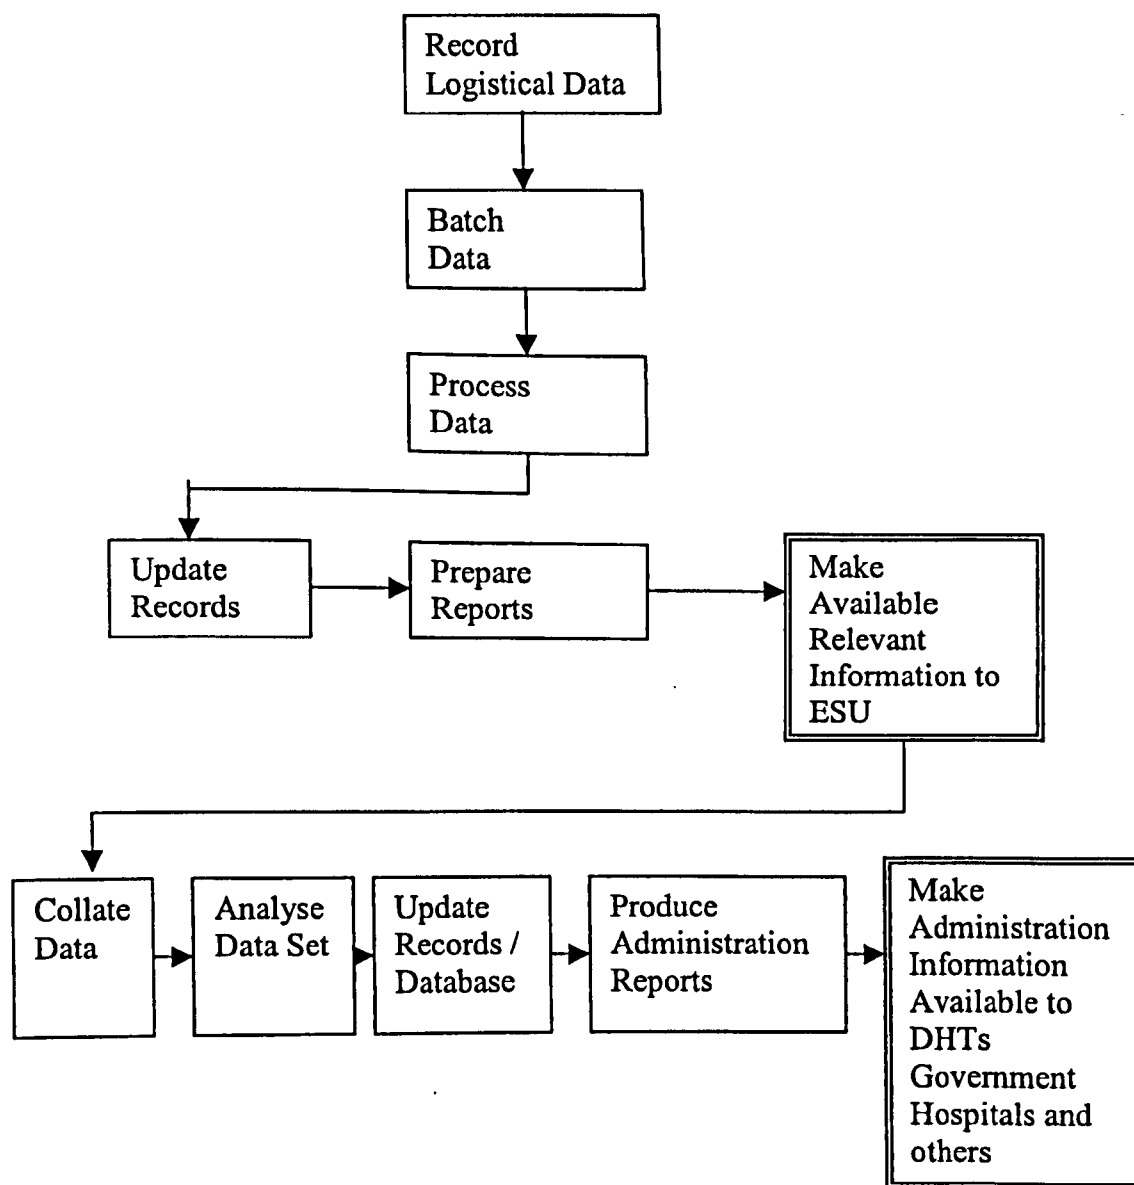 Record
Logistical Data
Batch
Data
Process
Data
Update
Records
Prepare
Reports
Make
Available
Relevant
Information to
ESU
Collate
Data
Analyse
Data Set
Update
Records /
Database
Produce
Administration
Reports
Make
Administration
Information
Available to
DHTs
Government
Hospitals and
others